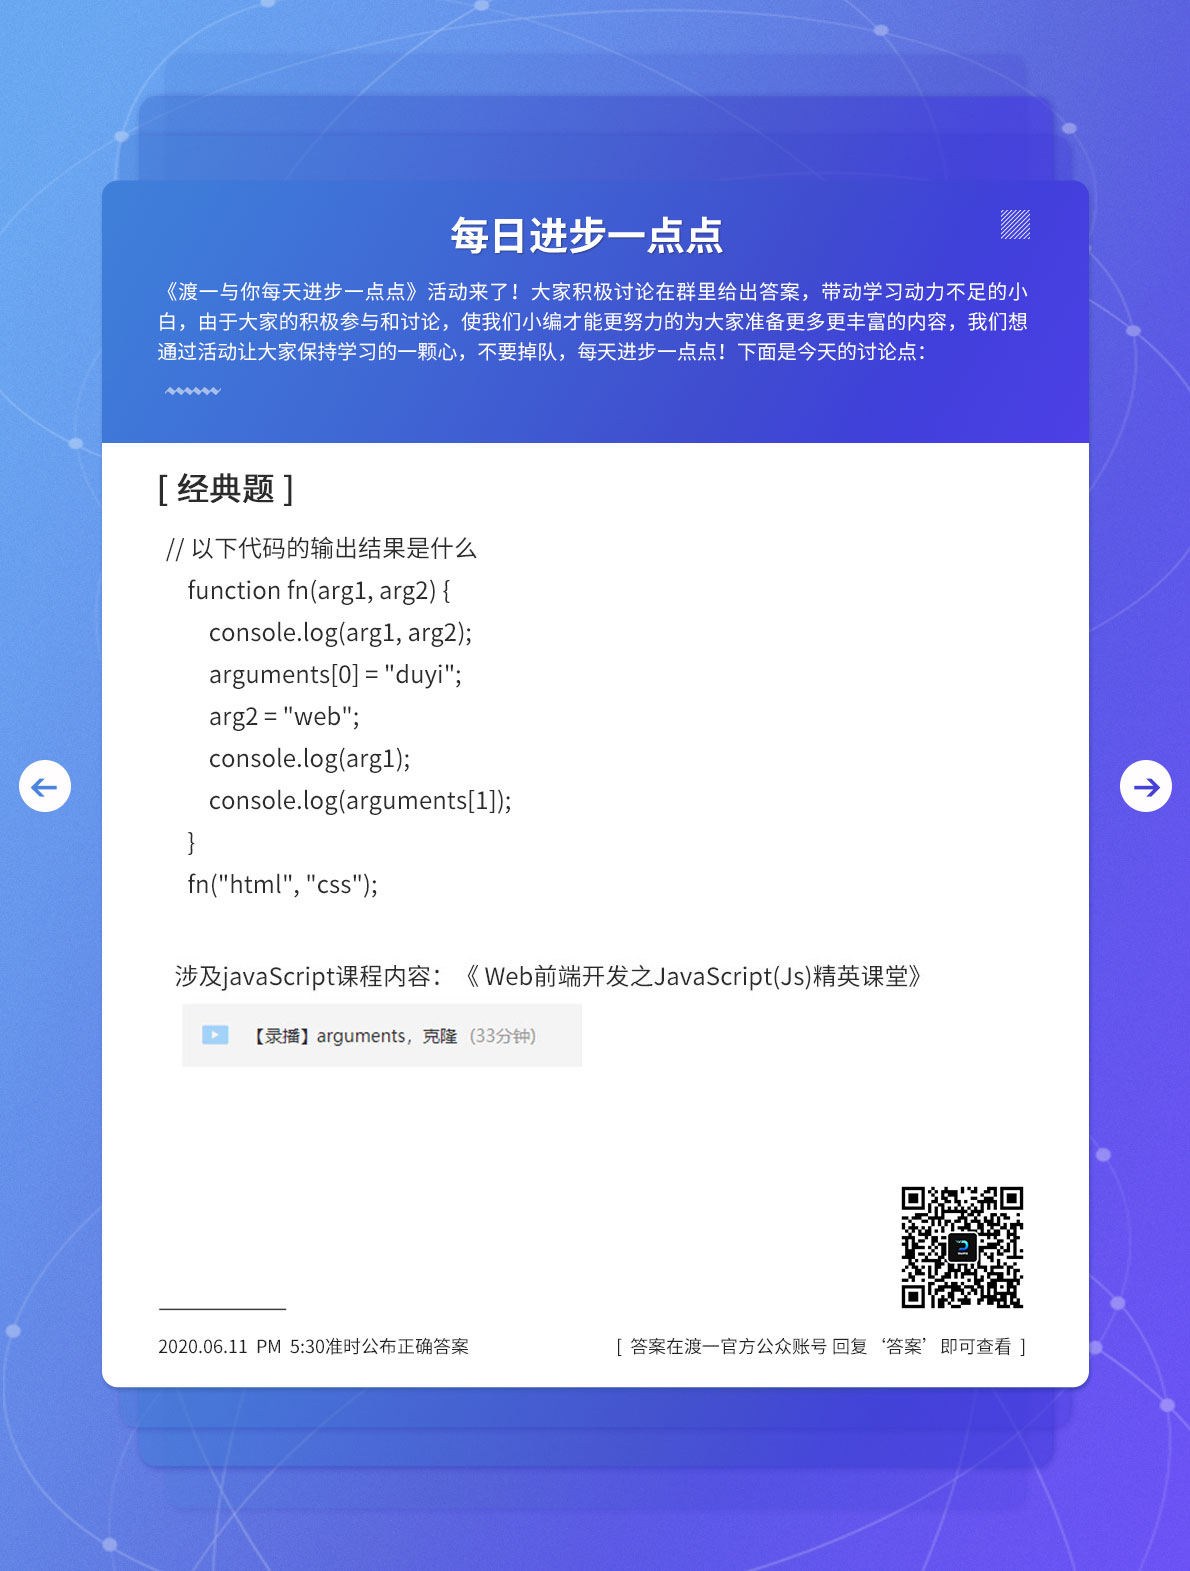 每日进步一点点
《渡一与你每天进步一点点》活动来了！大家积极讨论在群里给出答案，带动学习动力不足的小
白，由于大家的积极参与和讨论，使我们小编才能更努力的为大家准备更多更丰富的内容，我们想
通过活动让大家保持学习的一颗心，不要掉队，每天进步一点点！下面是今天的讨论点：
[ 经典题 ]
// 以下代码的输出结果是什么
function fn(arg1, arg2) {
console.log(arg1, arg2);
arguments[0] = "duyi";
arg2 = "web";
console.log(arg1);
console.log(arguments[1]);
}
fn("html", "css");
涉及javaScript课程内容：《 Web前端开发之JavaScript(Js)精英课堂》
【录播】arguments，克隆 （33分钟）
2020.06.11 PM 5:30准时公布正确答案
[ 答案在渡一官方公众账号 回复 ‘答案’ 即可查看 ]